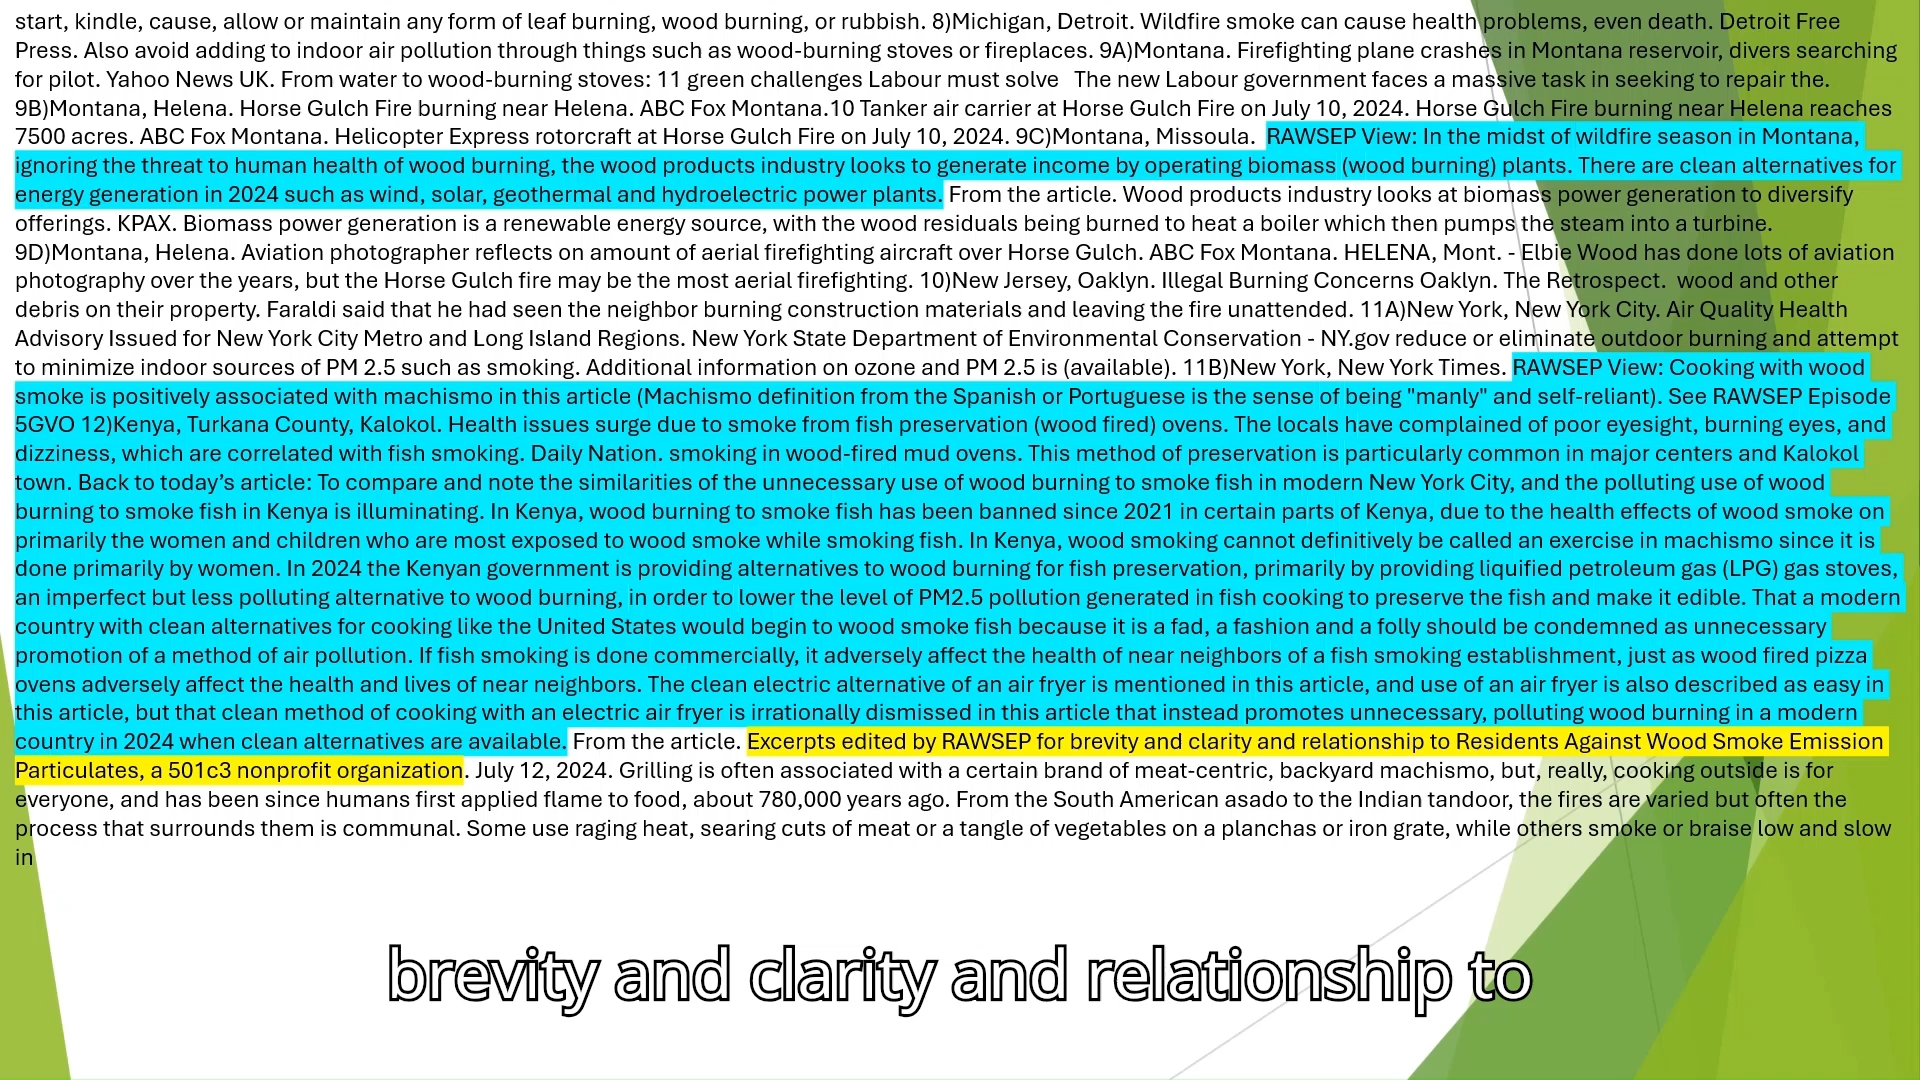 start, kindle, cause, allow or maintain any form of leaf burning, wood burning, or rubbish. 8)Michigan, Detroit. Wildfire smoke can cause health problems, even death. Detroit Free
Press. Also avoid adding to indoor air pollution through things such as wood-burning stoves or fireplaces. 9A)Montana. Firefighting plane crashes in Montana reservoir, divers searching
for pilot. Yahoo News UK. From water to wood-burning stoves: 11 green challenges Labour must solve  The new Labour government faces a massive task in seeking to repair the.
9B)Montana, Helena. Horse Gulch Fire burning near Helena. ABC Fox Montana.10 Tanker air carrier at Horse Gulch Fire on July 10, 2024. Horse Gulch Fire burning near Helena reaches
7500 acres. ABC Fox Montana. Helicopter Express rotorcraft at Horse Gulch Fire on July 10, 2024. 9C)Montana, Missoula.  RAWSEP View: In the midst of wildfire season in Montana,
ignoring the threat to human health of wood burning, the wood products industry looks to generate income by operating biomass (wood burning) plants. There are clean alternatives for
energy generation in 2024 such as wind, solar, geothermal and hydroelectric power plants. From the article. Wood products industry looks at biomass power generation to diversify
offerings. KPAX. Biomass power generation is a renewable energy source, with the wood residuals being burned to heat a boiler which then pumps the steam into a turbine.
9D)Montana, Helena. Aviation photographer reflects on amount of aerial firefighting aircraft over Horse Gulch. ABC Fox Montana. HELENA, Mont. - Elbie Wood has done lots of aviation
photography over the years, but the Horse Gulch fire may be the most aerial firefighting. 10)New Jersey, Oaklyn. Illegal Burning Concerns Oaklyn. The Retrospect.  wood and other
debris on their property. Faraldi said that he had seen the neighbor burning construction materials and leaving the fire unattended. 11A)New York, New York City. Air Quality Health
Advisory Issued for New York City Metro and Long Island Regions. New York State Department of Environmental Conservation - NY.gov reduce or eliminate outdoor burning and attempt
to minimize indoor sources of PM 2.5 such as smoking. Additional information on ozone and PM 2.5 is (available). 11B)New York, New York Times. RAWSEP View: Cooking with wood
smoke is positively associated with machismo in this article (Machismo definition from the Spanish or Portuguese is the sense of being "manly" and self-reliant). See RAWSEP Episode
5GVO 12)Kenya, Turkana County, Kalokol. Health issues surge due to smoke from fish preservation (wood fired) ovens. The locals have complained of poor eyesight, burning eyes, and
dizziness, which are correlated with fish smoking. Daily Nation. smoking in wood-fired mud ovens. This method of preservation is particularly common in major centers and Kalokol
town. Back to today’s article: To compare and note the similarities of the unnecessary use of wood burning to smoke fish in modern New York City, and the polluting use of wood
burning to smoke fish in Kenya is illuminating. In Kenya, wood burning to smoke fish has been banned since 2021 in certain parts of Kenya, due to the health effects of wood smoke on
primarily the women and children who are most exposed to wood smoke while smoking fish. In Kenya, wood smoking cannot definitively be called an exercise in machismo since it is
done primarily by women. In 2024 the Kenyan government is providing alternatives to wood burning for fish preservation, primarily by providing liquified petroleum gas (LPG) gas stoves,
an imperfect but less polluting alternative to wood burning, in order to lower the level of PM2.5 pollution generated in fish cooking to preserve the fish and make it edible. That a modern
country with clean alternatives for cooking like the United States would begin to wood smoke fish because it is a fad, a fashion and a folly should be condemned as unnecessary
promotion of a method of air pollution. If fish smoking is done commercially, it adversely affect the health of near neighbors of a fish smoking establishment, just as wood fired pizza
ovens adversely affect the health and lives of near neighbors. The clean electric alternative of an air fryer is mentioned in this article, and use of an air fryer is also described as easy in
this article, but that clean method of cooking with an electric air fryer is irrationally dismissed in this article that instead promotes unnecessary, polluting wood burning in a modern
country in 2024 when clean alternatives are available. From the article. Excerpts edited by RAWSEP for brevity and clarity and relationship to Residents Against Wood Smoke Emission
Particulates, a 501c3 nonprofit organization. July 12, 2024. Grilling is often associated with a certain brand of meat-centric, backyard machismo, but, really, cooking outside is for
everyone, and has been since humans first applied flame to food, about 780,000 years ago. From the South American asado to the Indian tandoor, the fires are varied but often the
process that surrounds them is communal. Some use raging heat, searing cuts of meat or a tangle of vegetables on a planchas or iron grate, while others smoke or braise low and slow
in
brevity and clarity and relationship to